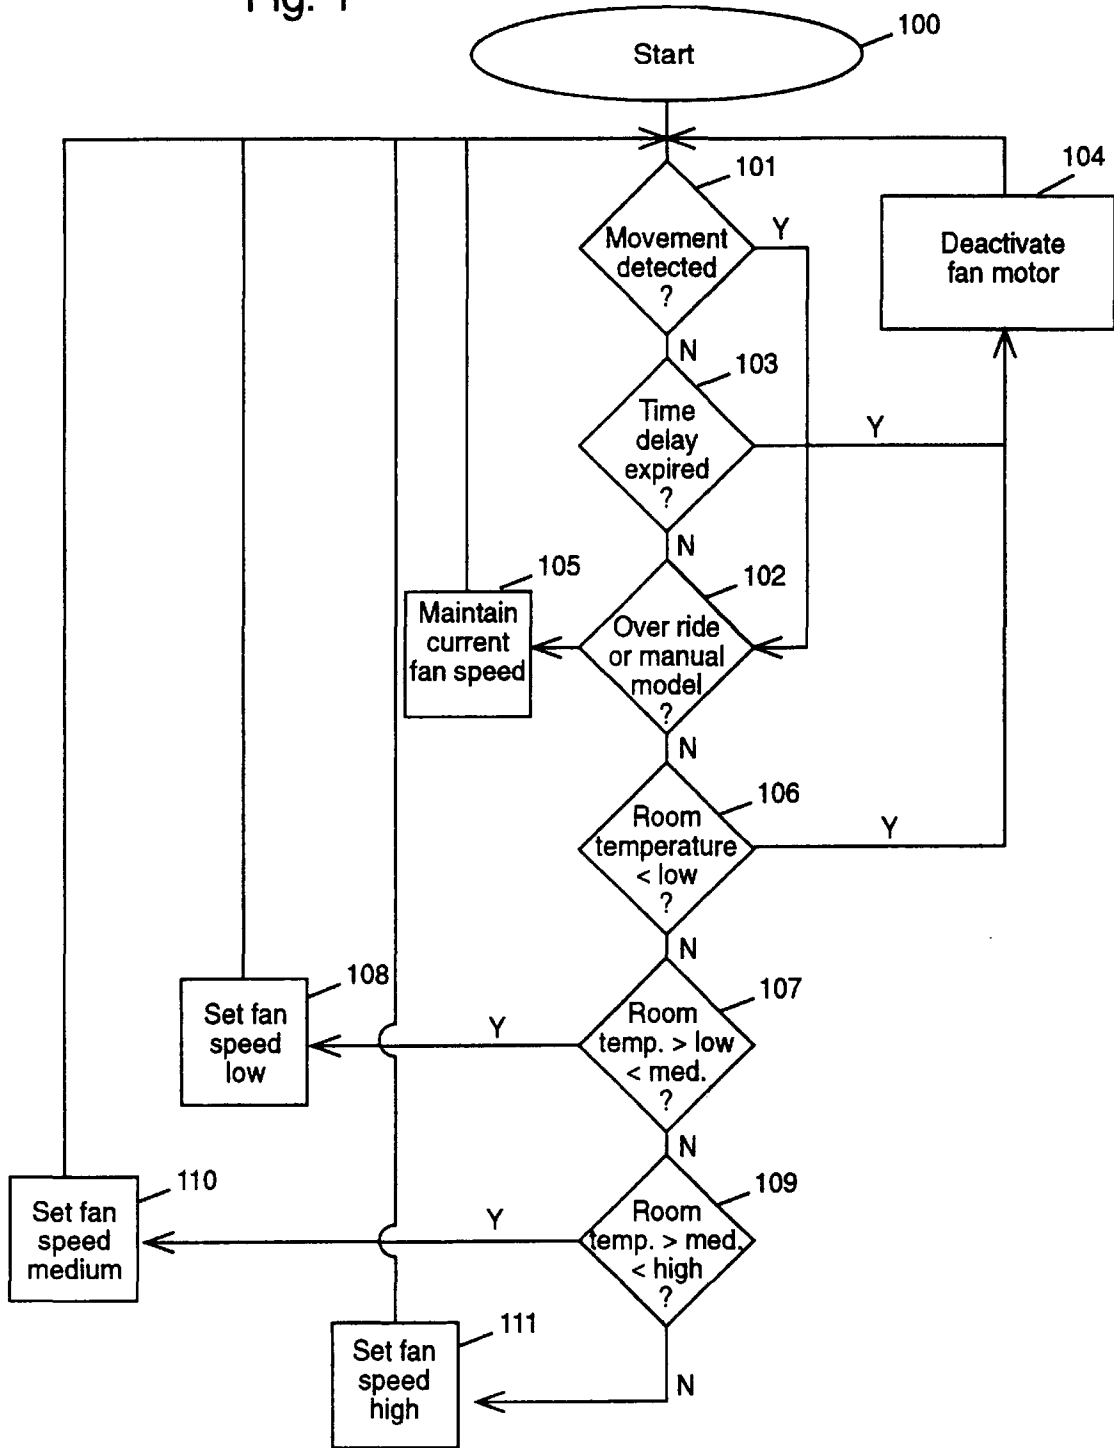 Start
100
101
104
Movement
detected
?
Y
Deactivate
fan motor
N
103
Time
delay
expired
?
Y
N
105
102
Maintain
current
fan speed
Over ride
or manual
model
?
N
106
Room
temperature
< low
?
Y
N
108
107
Set fan
speed
low
Y
Room
temp. > low
< med.
?
N
110
109
Set fan
speed
medium
Y
Room
temp. > med.
< high
?
111
Set fan
speed
high
N